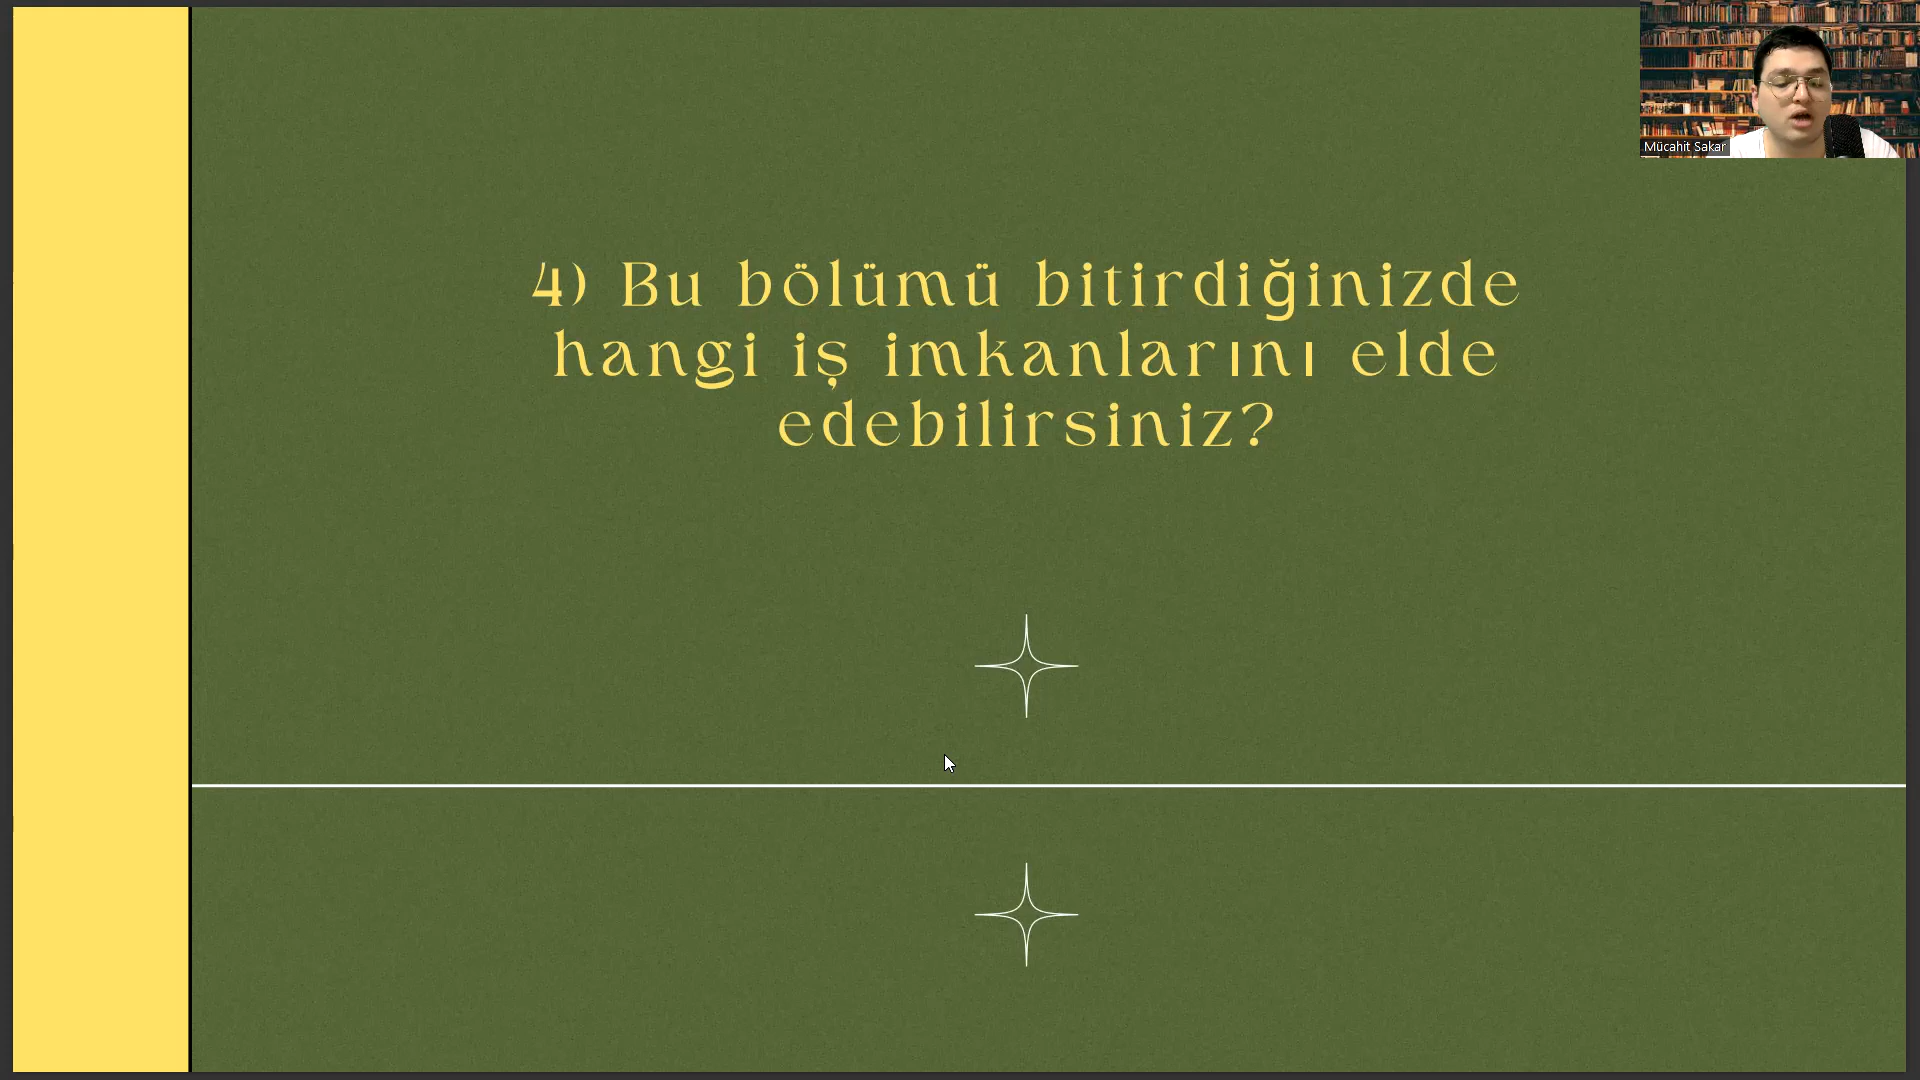 Mücahit Sakar
4) Bu bölümü bitirdiğinizde
hangi iş imkanlarını elde
edebilirsiniz?